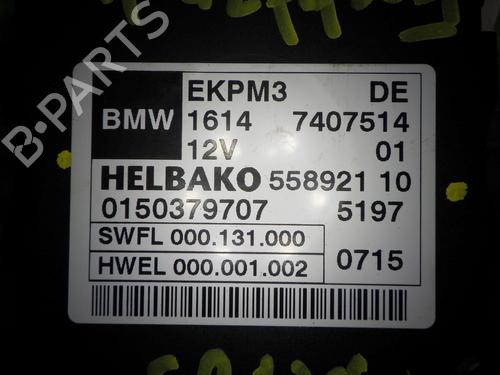 EKPM3 DE
BMW 1614 7407514
12V 01
HELBAKO 558921 10
0150379707 5197
SWFL 000.131.000
HWEL 000.001.002 0715
B-PARTS